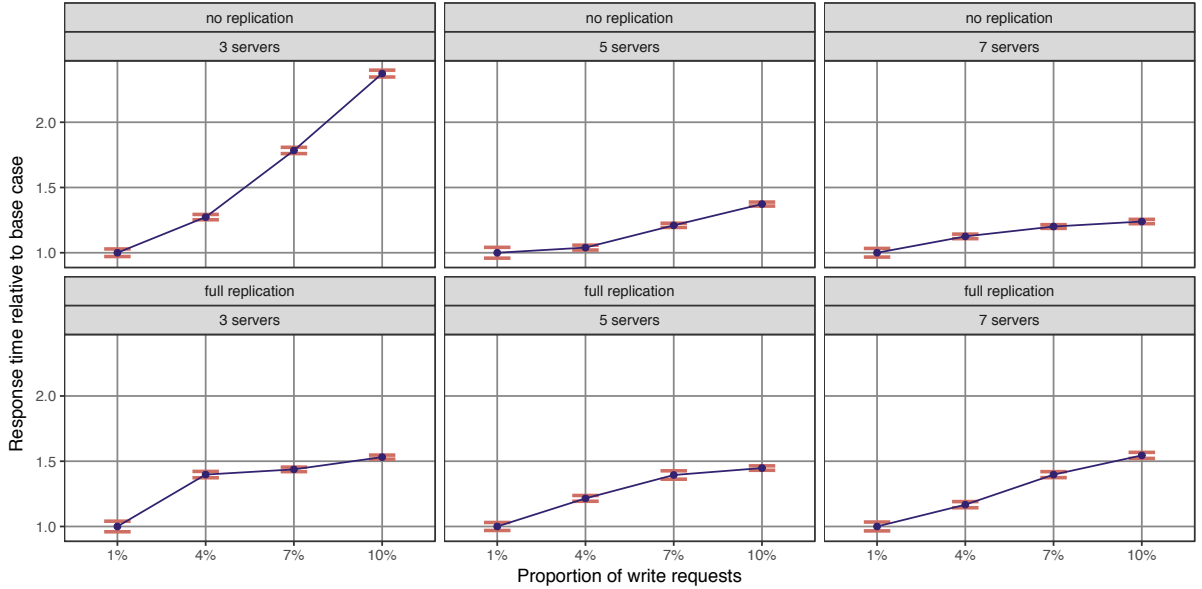 no replication
3 servers
no replication
5 servers
no replication
7 servers
2.0
1.5
1.0
full replication
3 servers
full replication
5 servers
full replication
7 servers
2.0
1.5
1.0
1% 4% 7% 10%
1% 4% 7% 10%
1% 4% 7% 10%
Response time relative to base case
Proportion of write requests